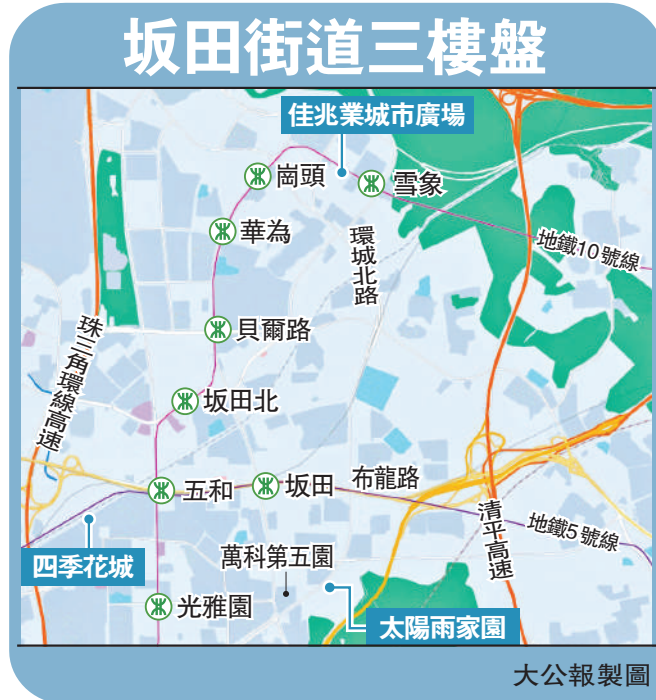 坂田街道三樓盤
佳兆業城市廣場
崗頭
雪象
華為
環城北路
地鐵10號線
貝爾路
珠三角環線高速
坂田北
五和
坂田
布龍路
清平高速
地鐵5號線
四季花城
萬科第五園
光雅園
太陽雨家園
大公報製圖